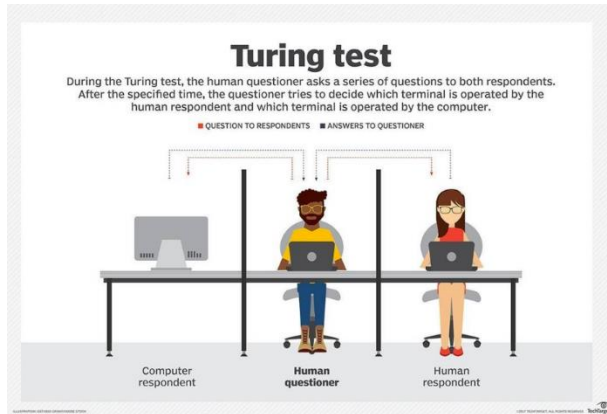 Turing test
During the Turing test, the human questioner asks a series of questions to both respondents.
After the specified time, the questioner tries to decide which terminal is operated by the
human respondent and which terminal is operated by the computer.
QUESTION TO RESPONDENTS ANSWERS TO QUESTIONER
Computer
respondent
Human
questioner
Human
respondent